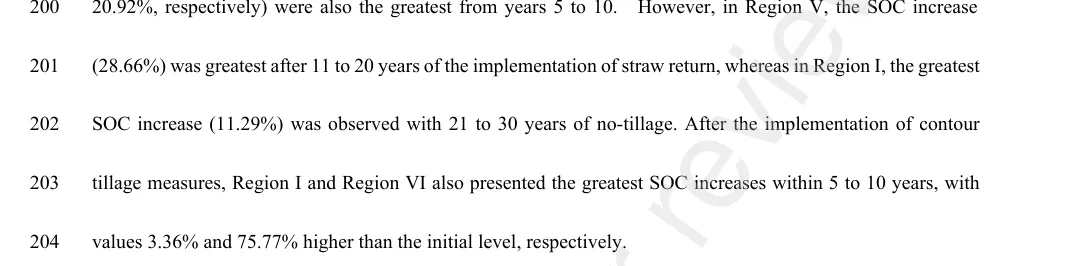 200 20.92%, respectively) were also the greatest from years 5 to 10. However, in Region V, the SOC increase
201 (28.66%) was greatest after 11 to 20 years of the implementation of straw return, whereas in Region I, the greatest
202 SOC increase (11.29%) was observed with 21 to 30 years of no-tillage. After the implementation of contour
203 tillage measures, Region I and Region VI also presented the greatest SOC increases within 5 to 10 years, with
204 values 3.36% and 75.77% higher than the initial level, respectively.
review